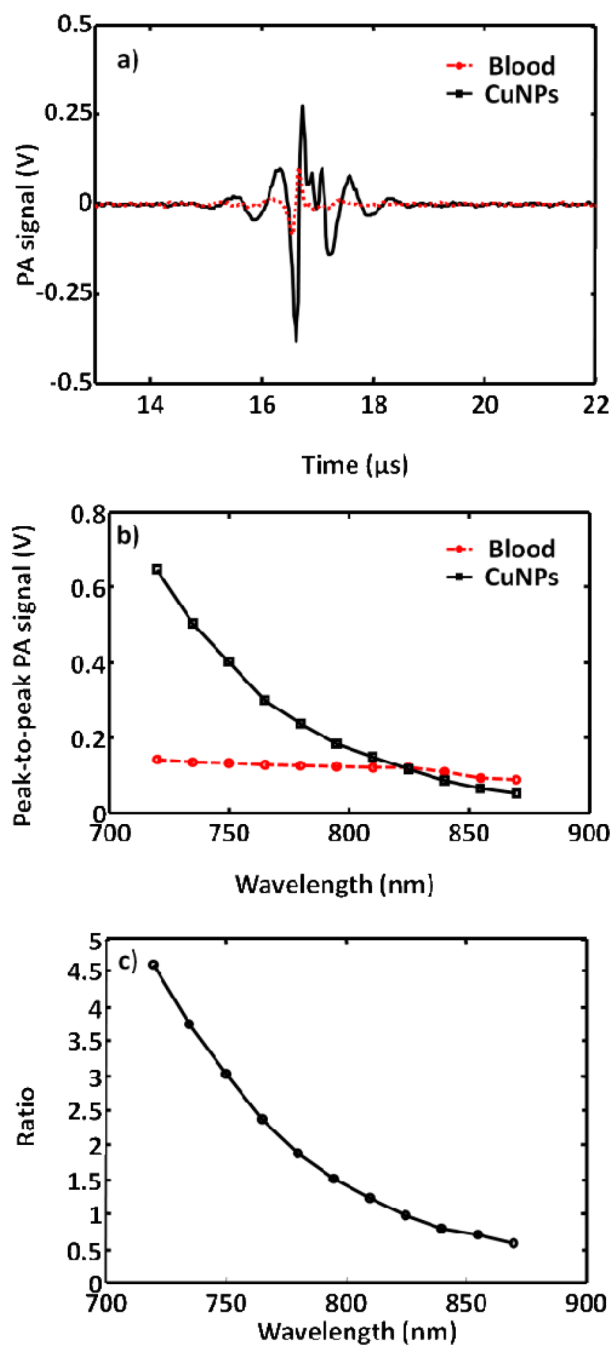 0.5
a)
Blood
CuNPs
0.25
0
-0.25
-0.5
PA signal (V)
14 16 18 20 22
Time (µs)
0.8
b)
Blood
CuNPs
0.6
0.4
0.2
0
Peak-to-peak PA signal (V)
700 750 800 850 900
Wavelength (nm)
5
c)
4.5
4
3.5
3
2.5
2
1.5
1
0.5
0
Ratio
700 750 800 850 900
Wavelength (nm)